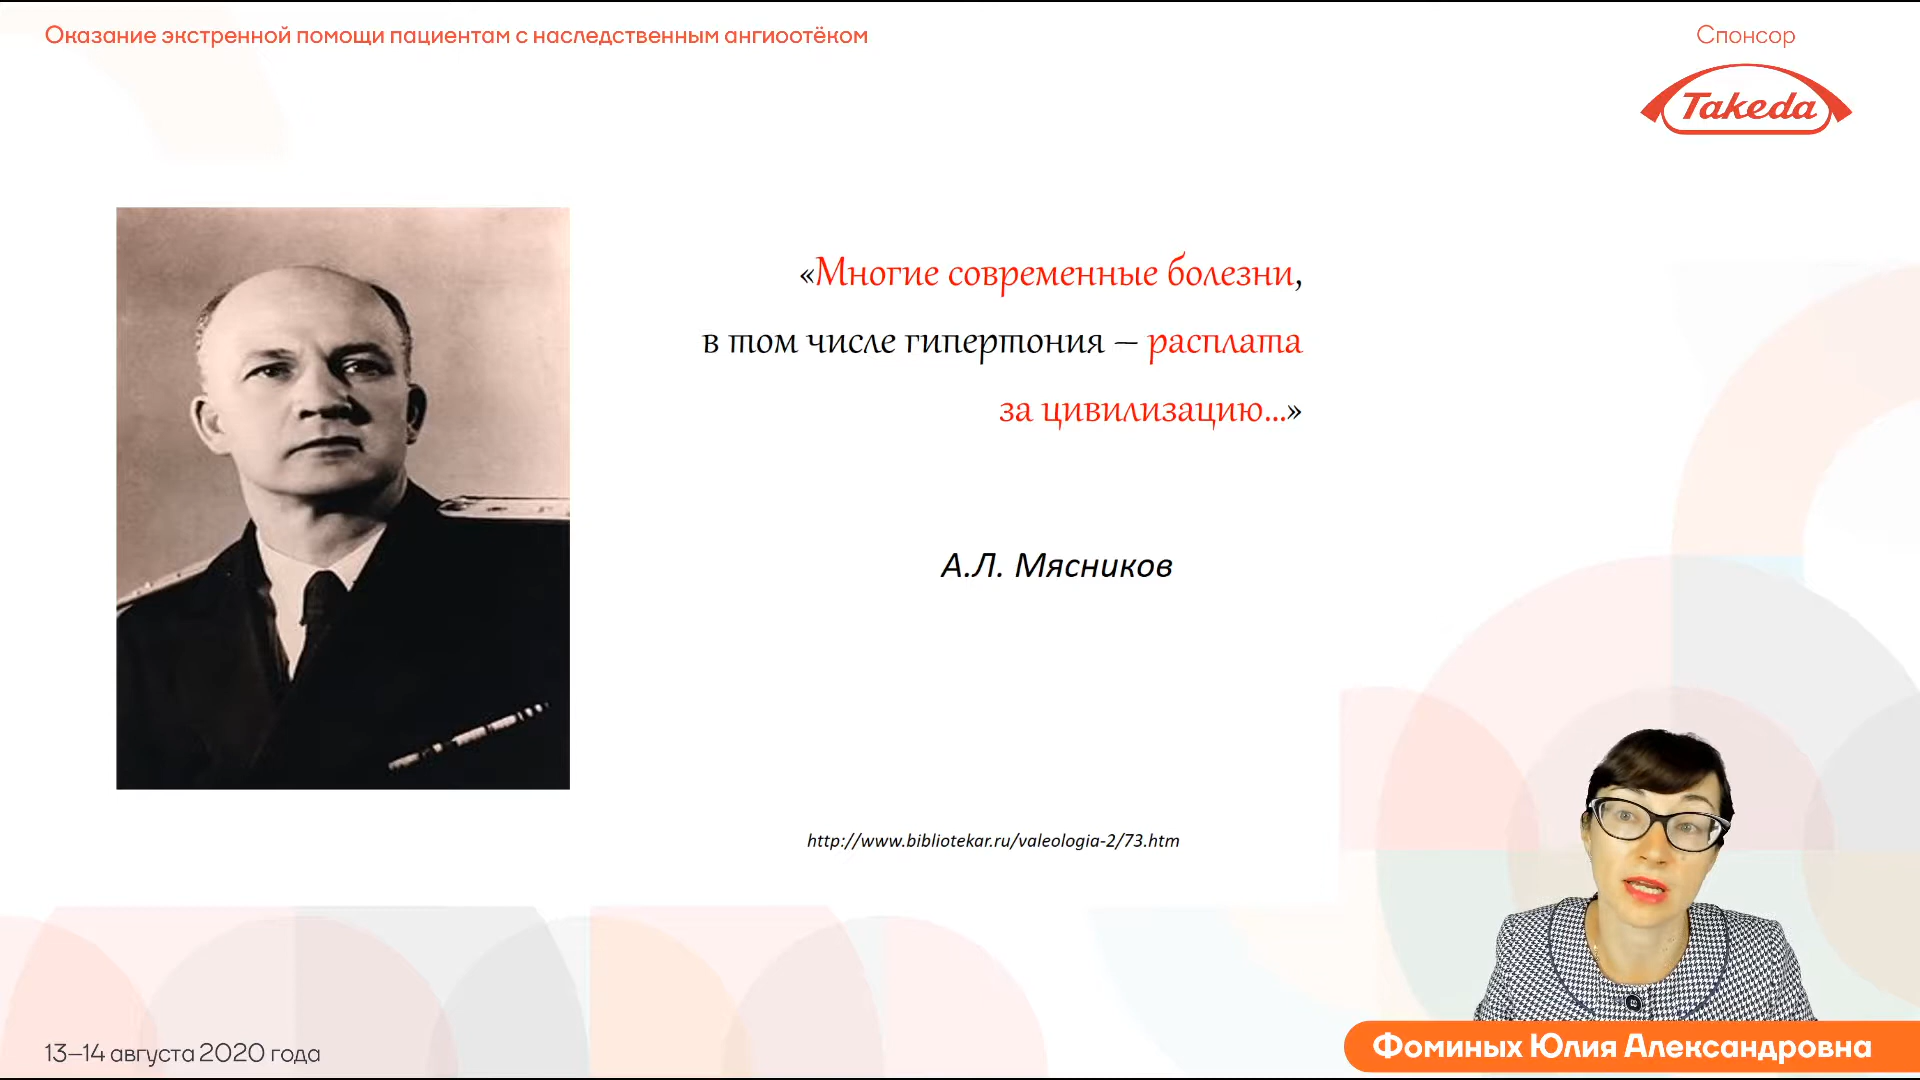 Оказание экстренной помощи пациентам с наследственным ангиоотёком
Спонсор
Takeda
«Многие современные болезни,
в том числе гипертония – расплата
за цивилизацию...»
А.Л. Мясников
http://www.bibliotekar.ru/valeologia-2/73.htm
13–14 августа 2020 года
Фоминых Юлия Александровна